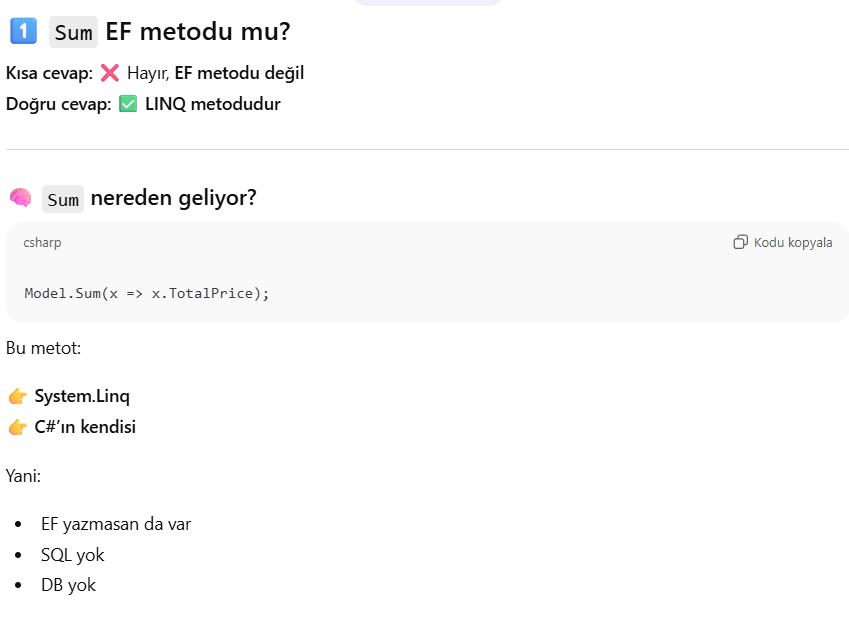 1 Sum EF metodu mu?
Kısa cevap: ❌ Hayır, EF metodu değil
Doğru cevap: ✅ LINQ metodudur
🧠 Sum nereden geliyor?
csharp
Kodu kopyala
Model.Sum(x => x.TotalPrice);
Bu metot:
👉 System.Linq
👉 C#’ın kendisi
Yani:
• EF yazmasan da var
• SQL yok
• DB yok